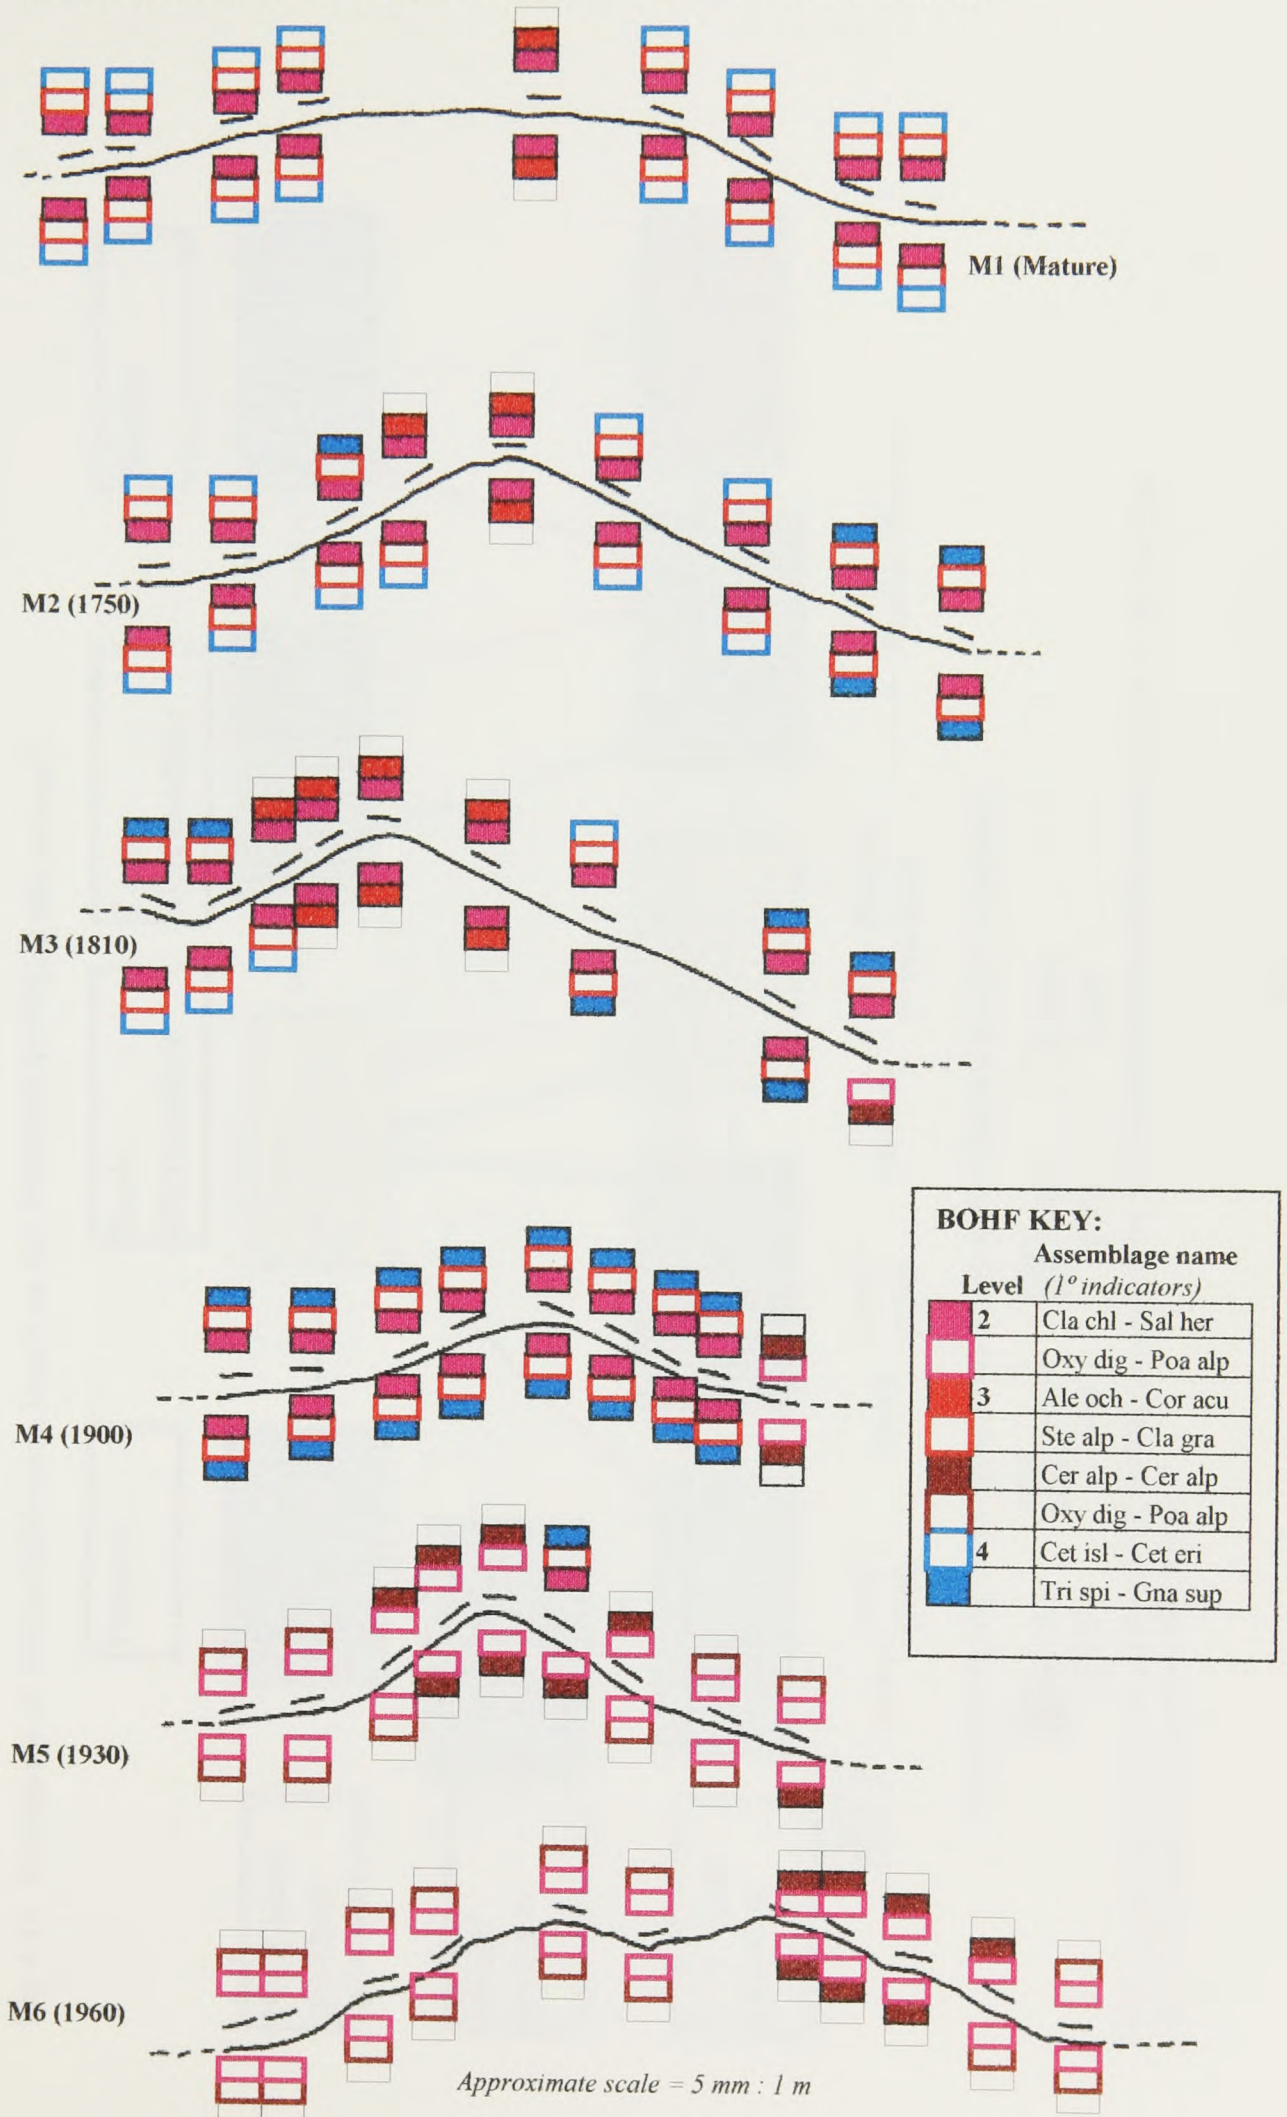 M1 (Mature)
M2 (1750)
M3 (1810)
BOHF KEY:
Assemblage name
Level (1º indicators)
2 Cla chl - Sal her
Oxy dig - Poa alp
3 Ale och - Cor acu
Ste alp - Cla gra
Cer alp - Cer alp
Oxy dig - Poa alp
4 Cet isl - Cet eri
Tri spi - Gna sup
M4 (1900)
M5 (1930)
M6 (1960)
Approximate scale = 5 mm : 1 m